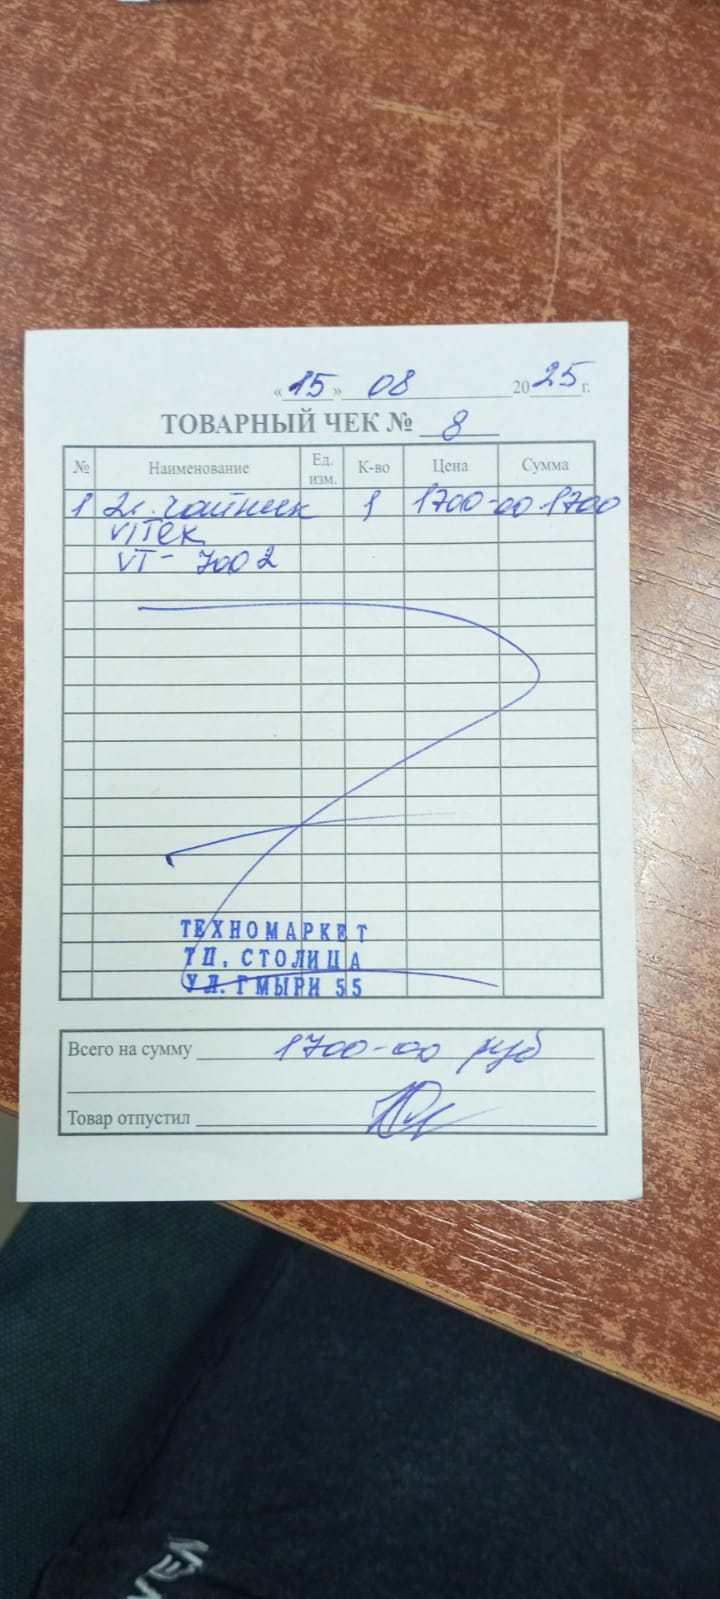 « 15 » 08 2025 г.
ТОВАРНЫЙ ЧЕК № 8
№ Наименование Ед. изм. К-во Цена Сумма
1 Эл. чайник 1 1700-00 1700
VITEK
VT- 7002
ТЕХНОМАРКЕТ
ТЦ. СТОЛИЦА
УЛ. ГМЫРИ 55
Всего на сумму 1700-00 руб
Товар отпустил